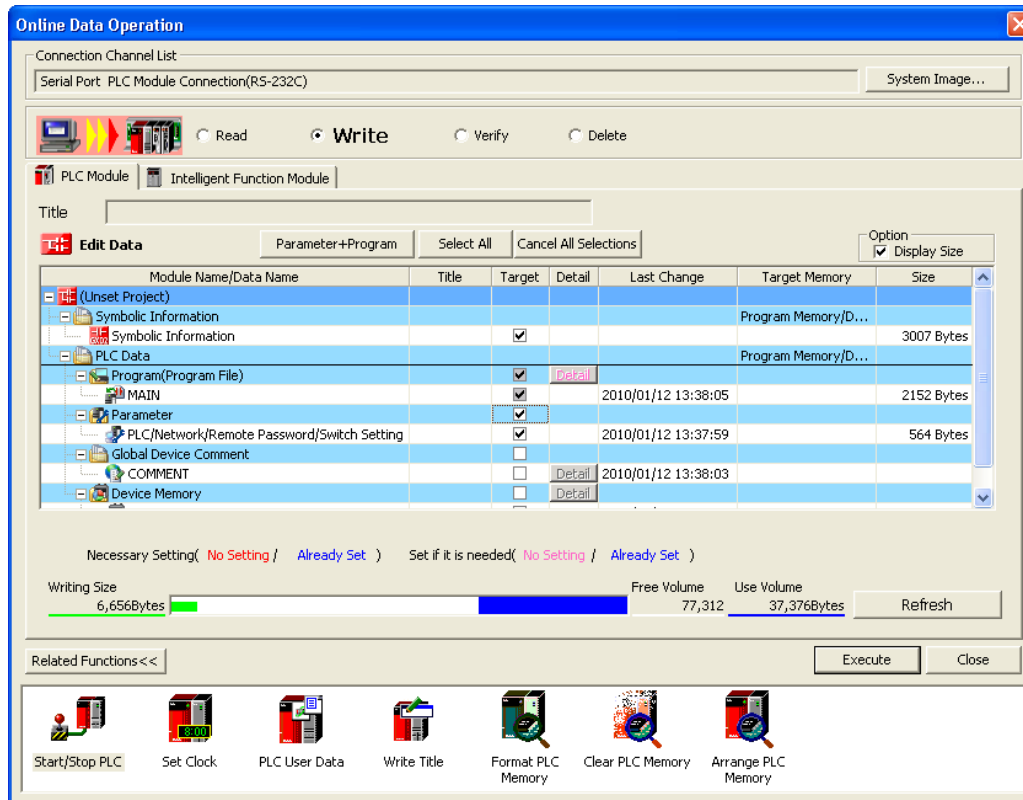 Online Data Operation
Connection Channel List
Serial Port PLC Module Connection(RS-232C)
System Image...
Read
Write
Verify
Delete
PLC Module
Intelligent Function Module
Title
Edit Data
Parameter+Program
Select All
Cancel All Selections
Option
Display Size
Module Name/Data Name Title Target Detail Last Change Target Memory Size
(Unset Project)
Symbolic Information Program Memory/D...
Symbolic Information 3007 Bytes
PLC Data Program Memory/D...
Program(Program File) Detail
MAIN 2010/01/12 13:38:05 2152 Bytes
Parameter
PLC/Network/Remote Password/Switch Setting 2010/01/12 13:37:59 564 Bytes
Global Device Comment
COMMENT Detail 2010/01/12 13:38:03
Device Memory Detail
Necessary Setting( No Setting / Already Set ) Set if it is needed( No Setting / Already Set )
Writing Size Free Volume Use Volume
6,656Bytes 77,312 37,376Bytes Refresh
Related Functions<<
Execute
Close
8:00
Start/Stop PLC
Set Clock
PLC User Data
Write Title
Format PLC
Memory
Clear PLC Memory
Arrange PLC
Memory